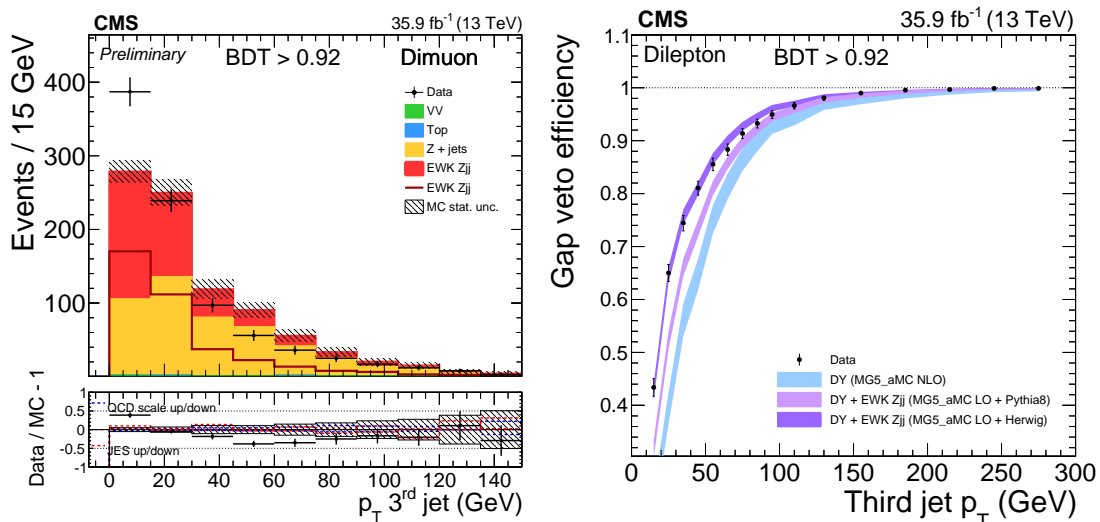 CMS 35.9 fb⁻¹ (13 TeV)
Preliminary BDT > 0.92 Dimuon
Data
VV
Top
Z + jets
EWK Zjj
EWK Zjj
MC stat. unc.
Events / 15 GeV
400
300
200
100
QCD scale up/down
JES up/down
Data / MC - 1
0.5
0
-0.5
-1
0 20 40 60 80 100 120 140
p_T 3ʳᵈ jet (GeV)
CMS 35.9 fb⁻¹ (13 TeV)
Dilepton BDT > 0.92
Gap veto efficiency
1.1
1
0.9
0.8
0.7
0.6
0.5
0.4
Data
DY (MG5_aMC NLO)
DY + EWK Zjj (MG5_aMC LO + Pythia8)
DY + EWK Zjj (MG5_aMC LO + Herwig)
0 50 100 150 200 250 300
Third jet p_T (GeV)